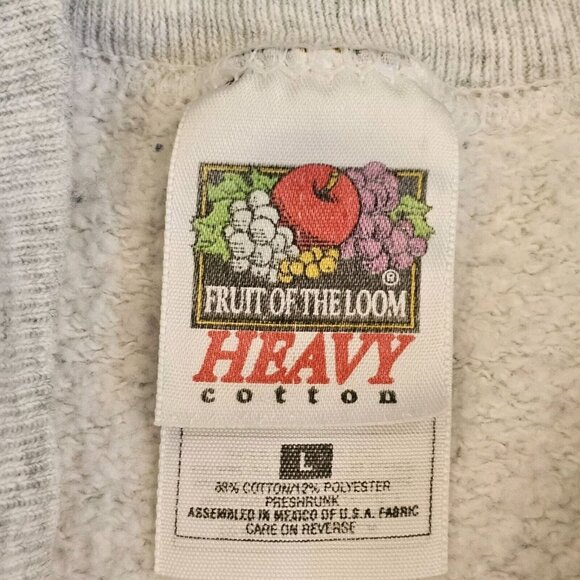 ®
FRUIT OF THE LOOM
HEAVY
cotton
L
88% COTTON/12% POLYESTER
PRESHRUNK
ASSEMBLED IN MEXICO OF U.S.A. FABRIC
CARE ON REVERSE